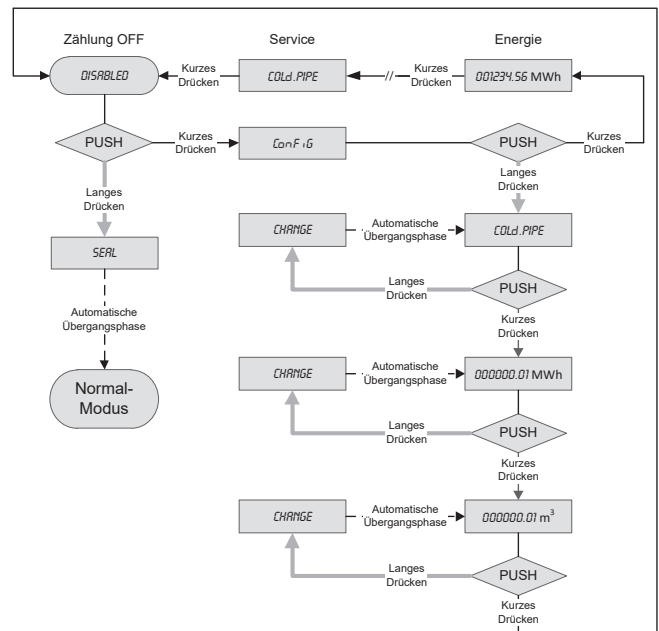 Zählung OFF
Service
Energie
DISABLED
Kurzes
Drücken
COLd.PIPE
Kurzes
Drücken
001234.56 MWh
PUSH
Kurzes
Drücken
ConFiG
PUSH
Kurzes
Drücken
Langes
Drücken
Langes
Drücken
SEAL
CHANGE
Automatische
Übergangsphase
COLd.PIPE
Langes
Drücken
PUSH
Automatische
Übergangsphase
Kurzes
Drücken
Normal-
Modus
CHANGE
Automatische
Übergangsphase
000000.01 MWh
Langes
Drücken
PUSH
Kurzes
Drücken
CHANGE
Automatische
Übergangsphase
000000.01 m³
Langes
Drücken
PUSH
Kurzes
Drücken